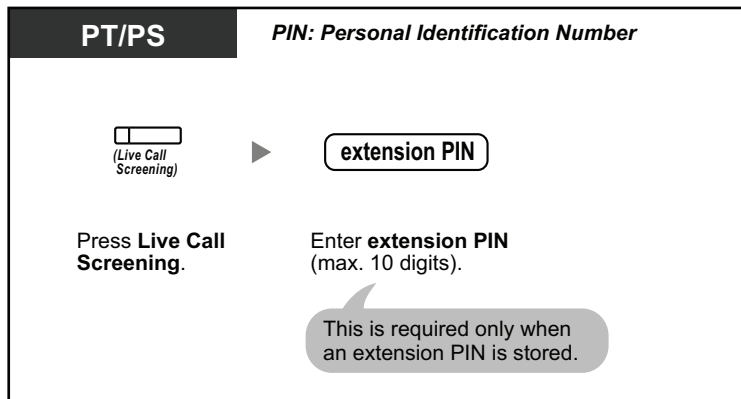 PT/PS
PIN: Personal Identification Number
(Live Call
Screening)
extension PIN
Press Live Call
Screening.
Enter extension PIN
(max. 10 digits).
This is required only when
an extension PIN is stored.